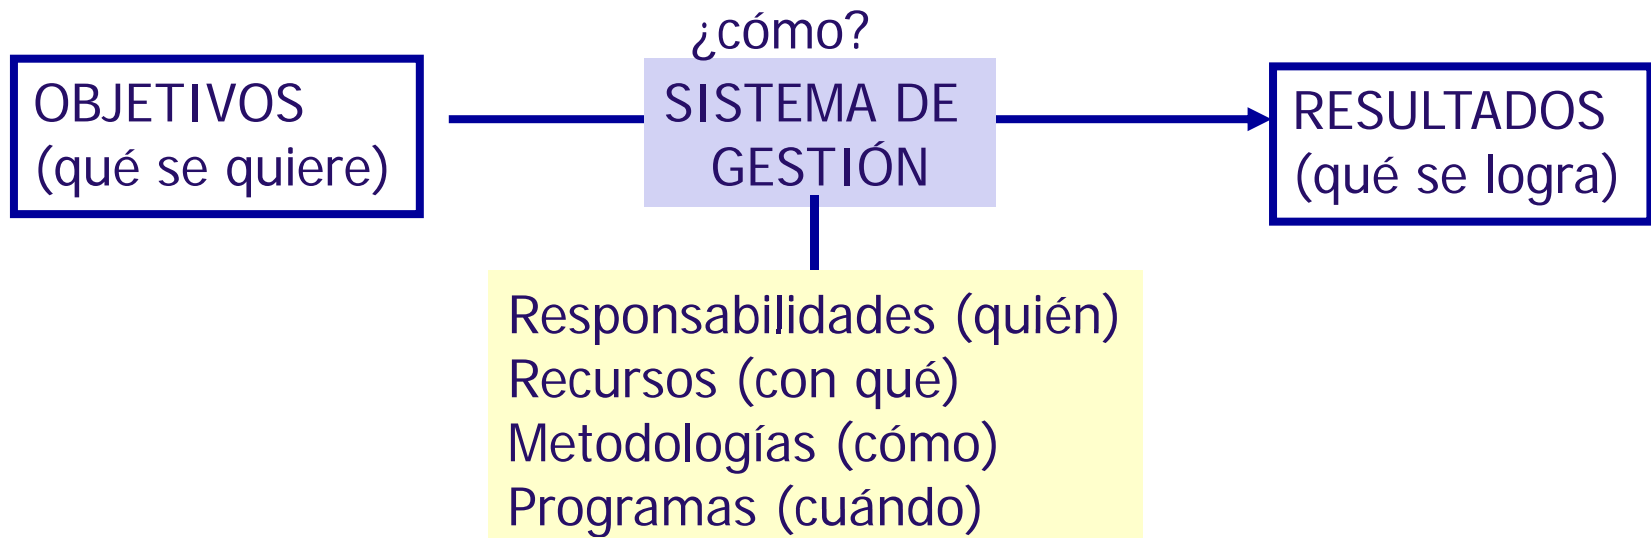 ¿cómo?
OBJETIVOS
(qué se quiere)
SISTEMA DE
GESTIÓN
RESULTADOS
(qué se logra)
Responsabilidades (quién)
Recursos (con qué)
Metodologías (cómo)
Programas (cuándo)